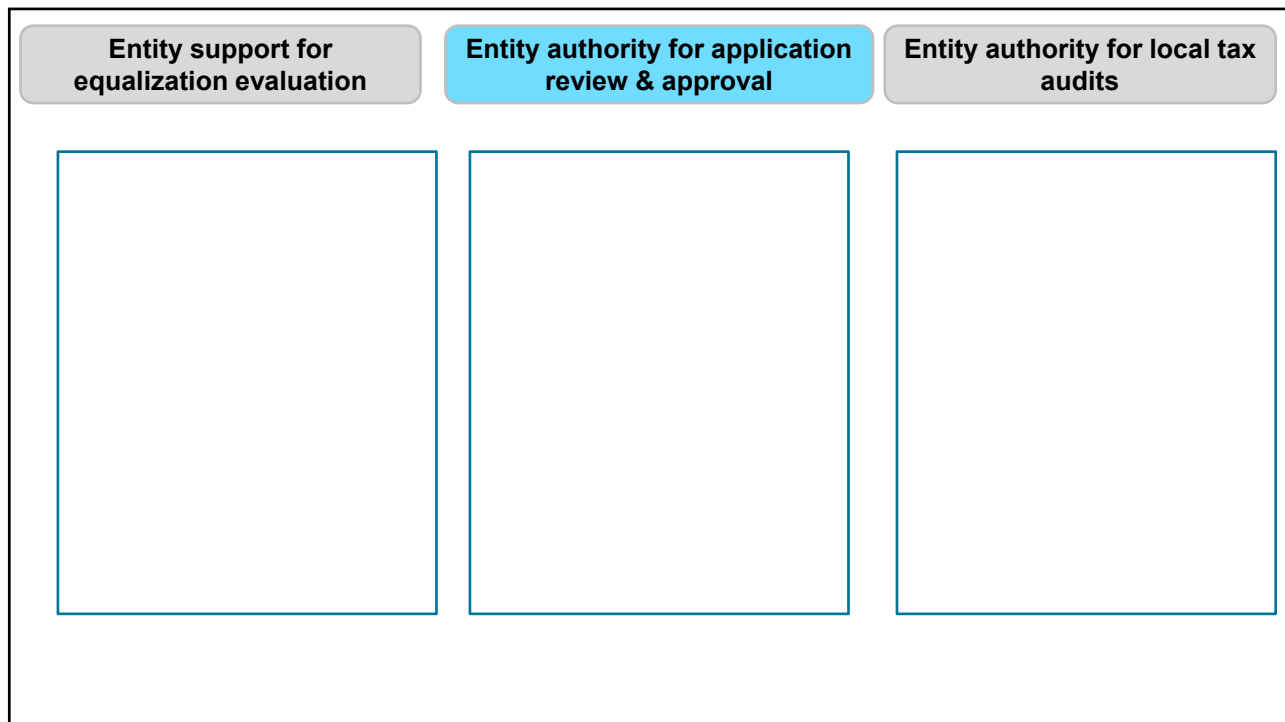 Entity support for
equalization evaluation
Entity authority for application
review & approval
Entity authority for local tax
audits